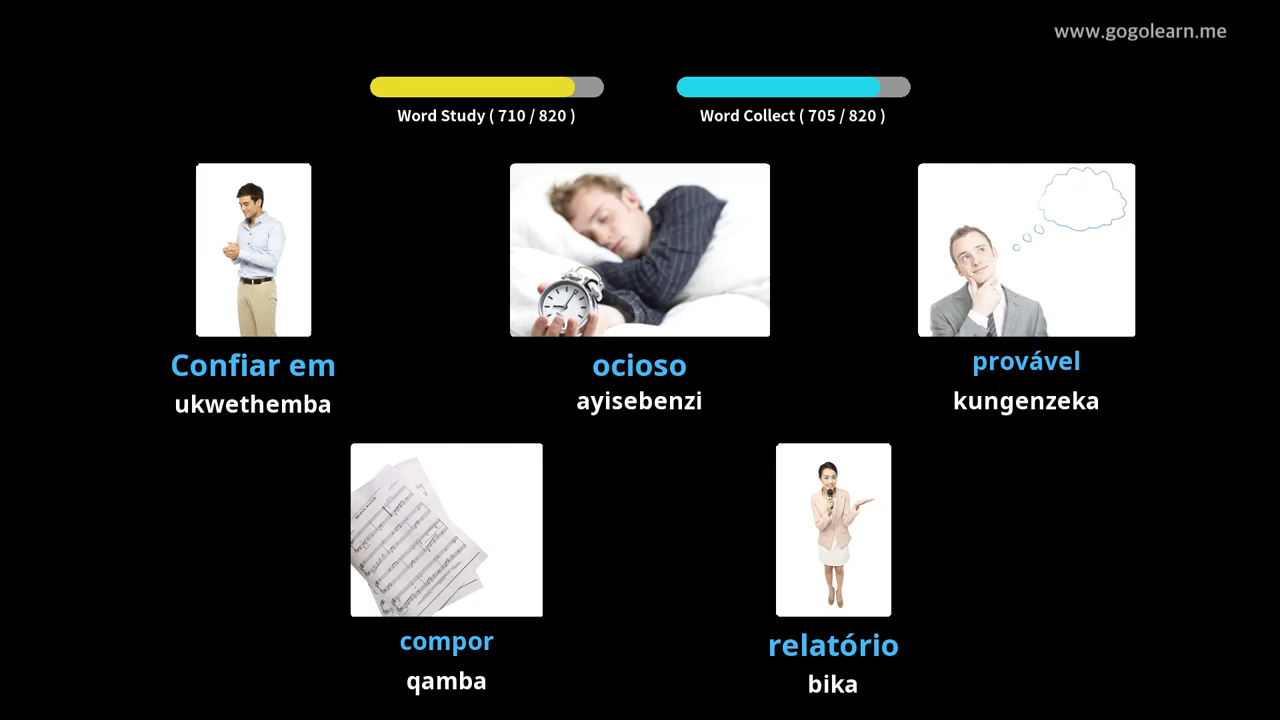 www.gogolearn.me
Word Study ( 710 / 820 )
Word Collect ( 705 / 820 )
Confiar em
ukwethemba
ocioso
ayisebenzi
provável
kungenzeka
compor
qamba
relatório
bika